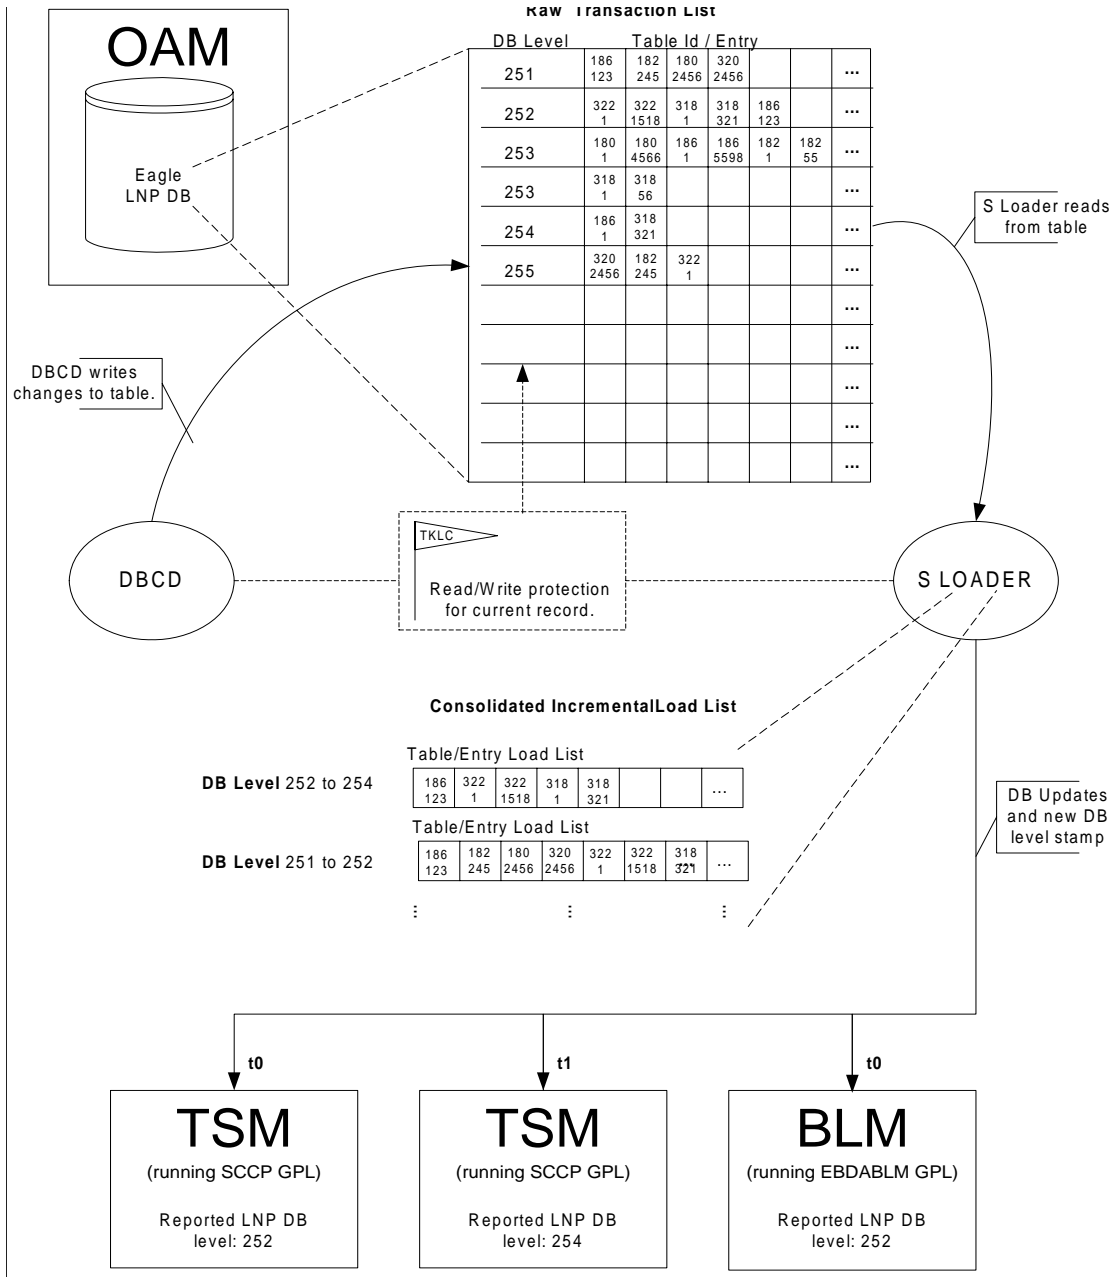 Raw Transaction List
OAM
DB Level Table Id / Entry
251 186 182 180 320 ...
123 245 2456 2456
252 322 322 318 318 186 ...
1 1518 1 321 123
253 180 180 186 186 182 182 ...
1 4566 1 5598 1 55
Eagle
LNP DB
253 318 318 ...
1 56
S Loader reads
from table
254 186 318 ...
1 321
255 320 182 322 ...
2456 245 1
...
...
DBCD writes
changes to table.
...
...
...
TKLC
DBCD
Read/Write protection
for current record.
S LOADER
Consolidated IncrementalLoad List
Table/Entry Load List
DB Level 252 to 254
186 322 322 318 318 ...
123 1 1518 1 321
DB Updates
and new DB
level stamp
Table/Entry Load List
DB Level 251 to 252
186 182 180 320 322 322 318 ...
123 245 2456 2456 1 1518 321
... ... ...
t0 t1 t0
TSM
(running SCCP GPL)
Reported LNP DB
level: 252
TSM
(running SCCP GPL)
Reported LNP DB
level: 254
BLM
(running EBDABLM GPL)
Reported LNP DB
level: 252